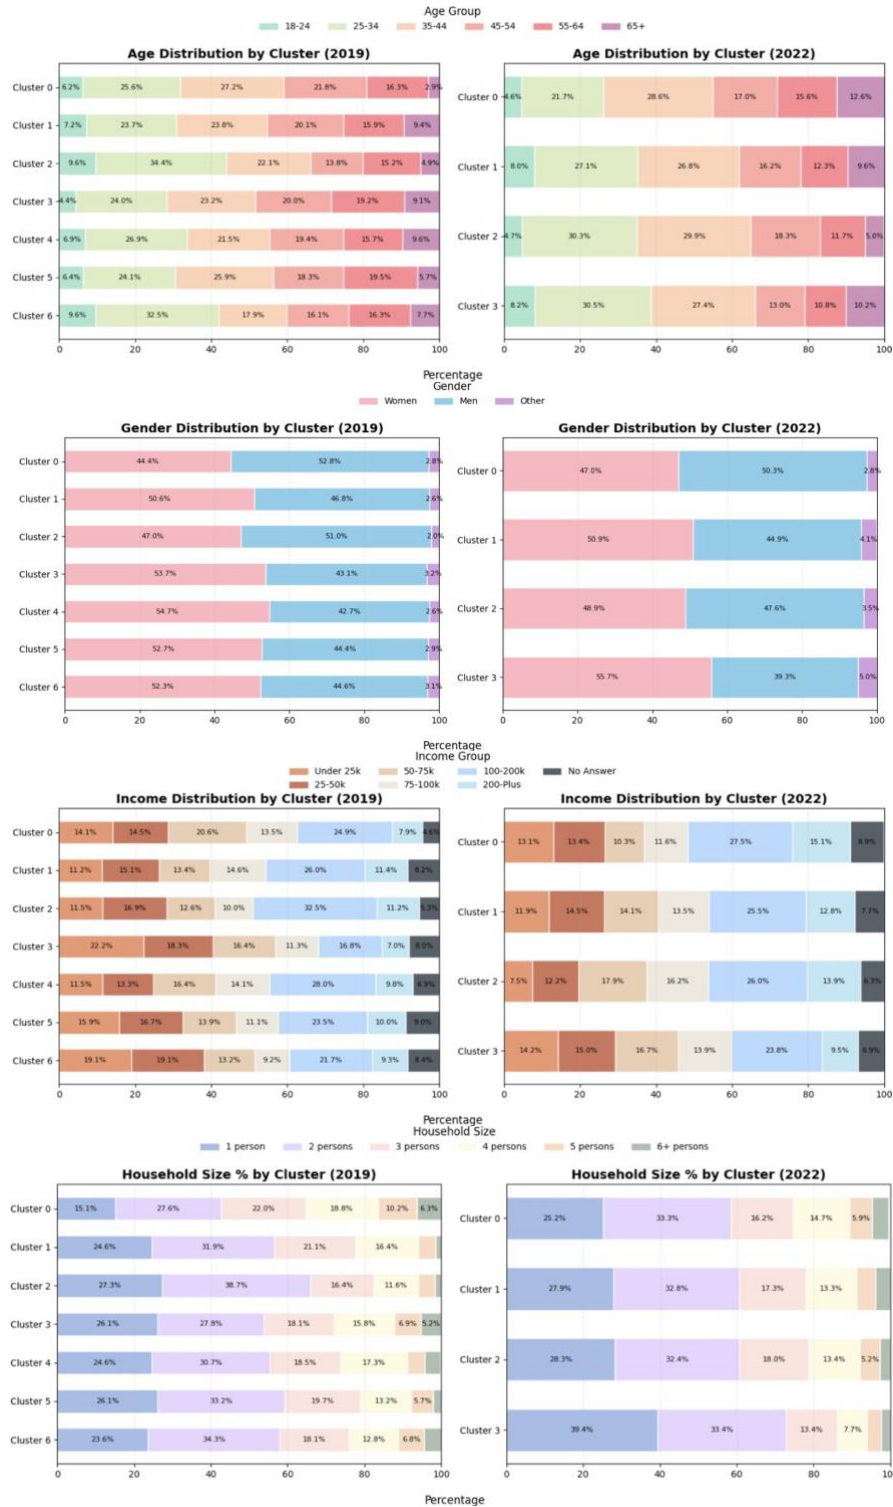 Age Group
18-24 25-34 35-44 45-54 55-64 65+
Age Distribution by Cluster (2019)
Cluster 0 6.2% 25.6% 27.2% 21.8% 16.3% 2.9%
Cluster 1 7.2% 23.7% 23.8% 20.1% 15.9% 9.4%
Cluster 2 9.6% 34.4% 22.1% 13.8% 15.2% 4.9%
Cluster 3 4.4% 24.0% 23.2% 20.0% 19.2% 9.1%
Cluster 4 6.9% 26.9% 21.5% 19.4% 15.7% 9.6%
Cluster 5 6.4% 24.1% 25.9% 18.3% 19.5% 5.7%
Cluster 6 9.6% 32.5% 17.9% 16.1% 16.3% 7.7%
0 20 40 60 80 100
Age Distribution by Cluster (2022)
Cluster 0 4.6% 21.7% 28.6% 17.0% 15.6% 12.6%
Cluster 1 8.0% 27.1% 26.8% 16.2% 12.3% 9.6%
Cluster 2 4.7% 30.3% 29.9% 18.3% 11.7% 5.0%
Cluster 3 8.2% 30.5% 27.4% 13.0% 10.8% 10.2%
0 20 40 60 80 100
Percentage
Gender
Women Men Other
Gender Distribution by Cluster (2019)
Cluster 0 44.4% 52.8% 2.8%
Cluster 1 50.6% 46.8% 2.6%
Cluster 2 47.0% 51.0% 2.0%
Cluster 3 53.7% 43.1% 3.2%
Cluster 4 54.7% 42.7% 2.6%
Cluster 5 52.7% 44.4% 2.9%
Cluster 6 52.3% 44.6% 3.1%
0 20 40 60 80 100
Gender Distribution by Cluster (2022)
Cluster 0 47.0% 50.3% 2.8%
Cluster 1 50.9% 44.9% 4.1%
Cluster 2 48.9% 47.6% 3.5%
Cluster 3 55.7% 39.3% 5.0%
0 20 40 60 80 100
Percentage
Income Group
Under 25k 50-75k 100-200k No Answer
25-50k 75-100k 200-Plus
Income Distribution by Cluster (2019)
Cluster 0 14.1% 14.5% 20.6% 13.5% 24.9% 7.9% 4.6%
Cluster 1 11.2% 15.1% 13.4% 14.6% 26.0% 11.4% 8.2%
Cluster 2 11.5% 16.9% 12.6% 10.0% 32.5% 11.2% 5.3%
Cluster 3 22.2% 18.3% 16.4% 11.3% 16.8% 7.0% 8.0%
Cluster 4 11.5% 13.3% 16.4% 14.1% 28.0% 9.8% 6.9%
Cluster 5 15.9% 16.7% 13.9% 11.1% 23.5% 10.0% 9.0%
Cluster 6 19.1% 19.1% 13.2% 9.2% 21.7% 9.3% 8.4%
0 20 40 60 80 100
Income Distribution by Cluster (2022)
Cluster 0 13.1% 13.4% 10.3% 11.6% 27.5% 15.1% 8.9%
Cluster 1 11.9% 14.5% 14.1% 13.5% 25.5% 12.8% 7.7%
Cluster 2 7.5% 12.2% 17.9% 16.2% 26.0% 13.9% 6.3%
Cluster 3 14.2% 15.0% 16.7% 13.9% 23.8% 9.5% 6.9%
0 20 40 60 80 100
Percentage
Household Size
1 person 2 persons 3 persons 4 persons 5 persons 6+ persons
Household Size % by Cluster (2019)
Cluster 0 15.1% 27.6% 22.0% 18.8% 10.2% 6.3%
Cluster 1 24.6% 31.9% 21.1% 16.4%
Cluster 2 27.3% 38.7% 16.4% 11.6%
Cluster 3 26.1% 27.8% 18.1% 15.8% 6.9% 5.2%
Cluster 4 24.6% 30.7% 18.5% 17.3%
Cluster 5 26.1% 33.2% 19.7% 13.2% 5.7%
Cluster 6 23.6% 34.3% 18.1% 12.8% 6.8%
0 20 40 60 80 100
Household Size % by Cluster (2022)
Cluster 0 25.2% 33.3% 16.2% 14.7% 5.9%
Cluster 1 27.9% 32.8% 17.3% 13.3%
Cluster 2 28.3% 32.4% 18.0% 13.4% 5.2%
Cluster 3 39.4% 33.4% 13.4% 7.7%
0 20 40 60 80 10
Percentage